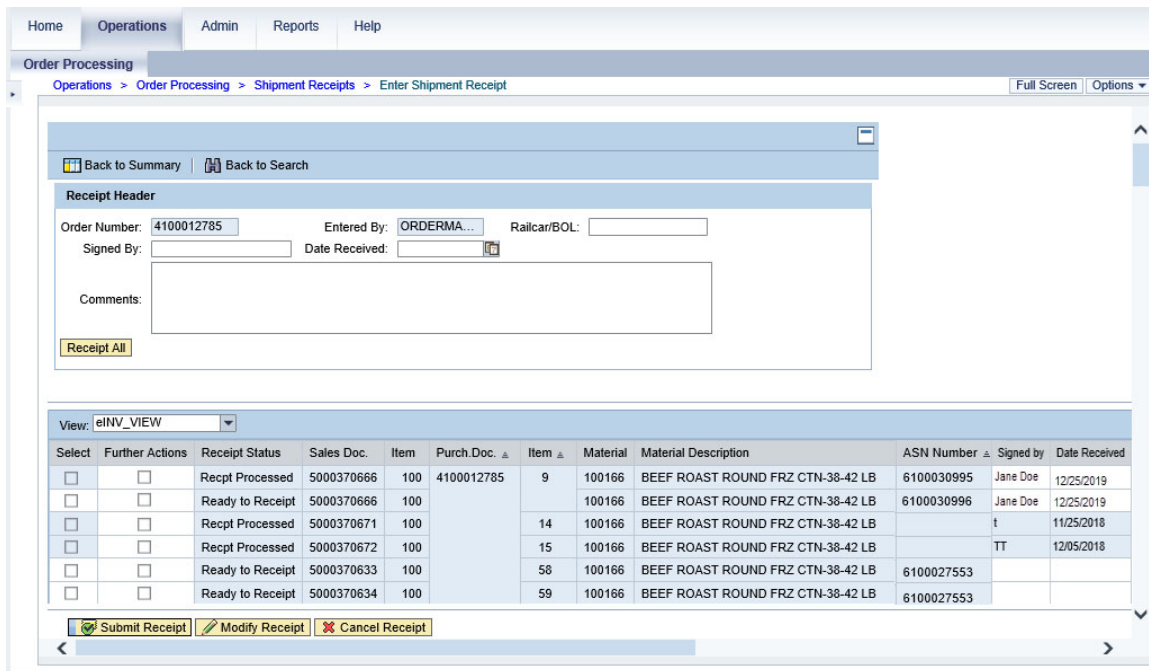 Home Operations Admin Reports Help
Order Processing
Operations > Order Processing > Shipment Receipts > Enter Shipment Receipt Full Screen Options
Back to Summary Back to Search
Receipt Header
Order Number: 4100012785 Entered By: ORDERMA... Railcar/BOL:
Signed By: Date Received:
Comments:
Receipt All
View: eINV_VIEW
Select Further Actions Receipt Status Sales Doc. Item Purch.Doc. Item Material Material Description ASN Number Signed by Date Received
Recpt Processed 5000370666 100 4100012785 9 100166 BEEF ROAST ROUND FRZ CTN-38-42 LB 6100030995 Jane Doe 12/25/2019
Ready to Receipt 5000370666 100 100166 BEEF ROAST ROUND FRZ CTN-38-42 LB 6100030996 Jane Doe 12/25/2019
Recpt Processed 5000370671 100 14 100166 BEEF ROAST ROUND FRZ CTN-38-42 LB t 11/25/2018
Recpt Processed 5000370672 100 15 100166 BEEF ROAST ROUND FRZ CTN-38-42 LB TT 12/05/2018
Ready to Receipt 5000370633 100 58 100166 BEEF ROAST ROUND FRZ CTN-38-42 LB 6100027553
Ready to Receipt 5000370634 100 59 100166 BEEF ROAST ROUND FRZ CTN-38-42 LB 6100027553
Submit Receipt Modify Receipt Cancel Receipt